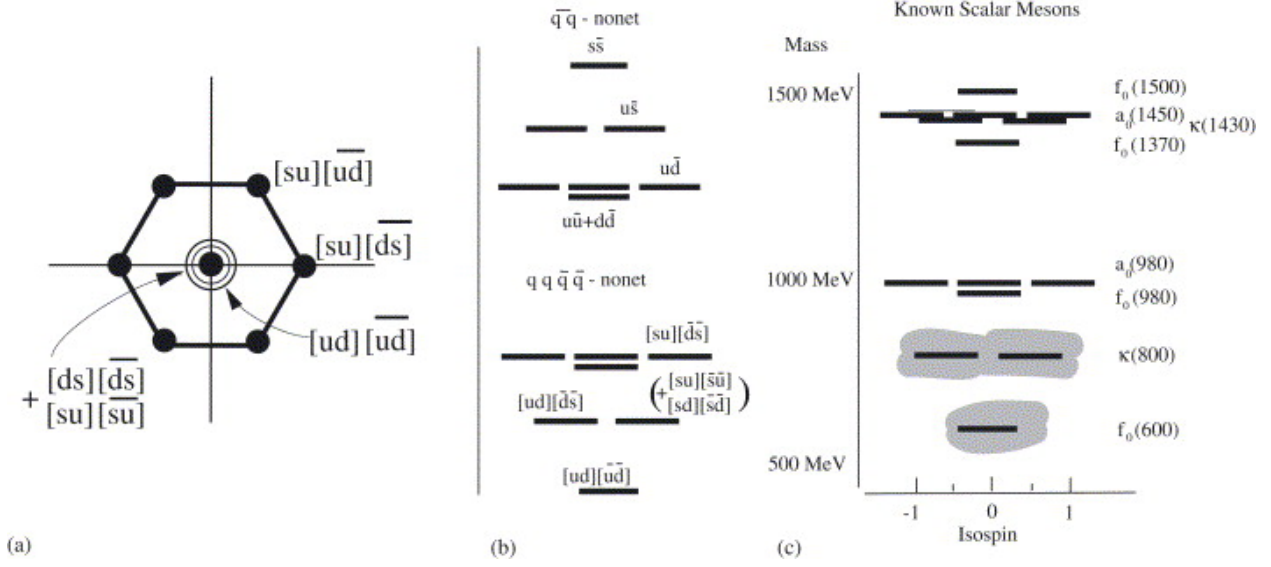 [su][u̅d̅]
[su][d̅s̅]
[ud][u̅d̅]
+ [ds][d̅s̅]
[su][s̅u̅]
(a)
q̅q - nonet
ss̄
us̄
ud̄
uū+dd̄
q q q̄ q̄ - nonet
[su][d̄s̄]
(+[su][s̄ū]
[sd][s̄d̄])
[ud][d̄s̄]
[ud][ūd̄]
(b)
Known Scalar Mesons
Mass
1500 MeV
f₀(1500)
a₀(1450)
κ(1430)
f₀(1370)
1000 MeV
a₀(980)
f₀(980)
κ(800)
f₀(600)
500 MeV
-1 0 1
Isospin
(c)